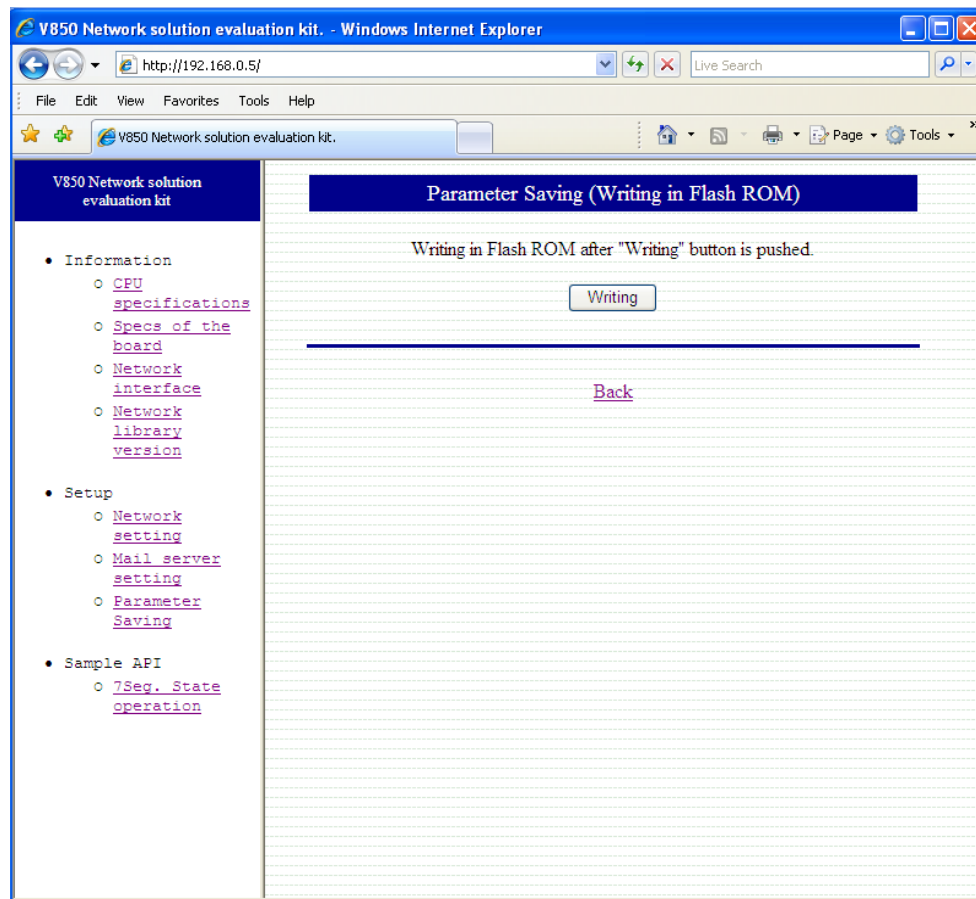 V850 Network solution evaluation kit. - Windows Internet Explorer
http://192.168.0.5/
Live Search
File Edit View Favorites Tools Help
V850 Network solution evaluation kit.
Page Tools »
V850 Network solution
evaluation kit
• Information
o CPU
specifications
o Specs of the
board
o Network
interface
o Network
library
version
• Setup
o Network
setting
o Mail server
setting
o Parameter
Saving
• Sample API
o 7Seg. State
operation
Parameter Saving (Writing in Flash ROM)
Writing in Flash ROM after "Writing" button is pushed.
Writing
Back